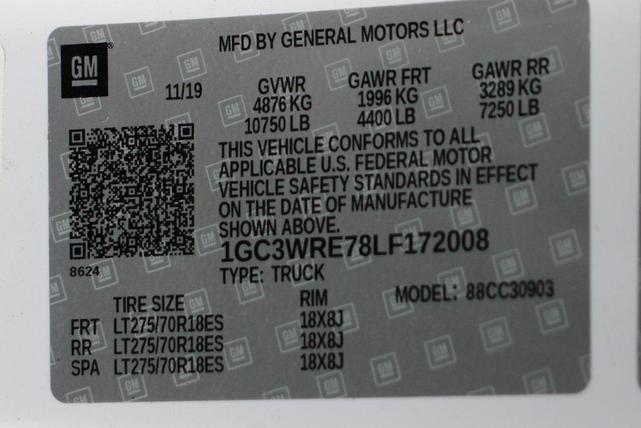 MFD BY GENERAL MOTORS LLC
GM
11/19
GVWR GAWR FRT GAWR RR
4876 KG 1996 KG 3289 KG
10750 LB 4400 LB 7250 LB
THIS VEHICLE CONFORMS TO ALL
APPLICABLE U.S. FEDERAL MOTOR
VEHICLE SAFETY STANDARDS IN EFFECT
ON THE DATE OF MANUFACTURE
SHOWN ABOVE.
1GC3WRE78LF172008
8624
TYPE: TRUCK
MODEL: 88CC30903
TIRE SIZE RIM
FRT LT275/70R18ES 18X8J
RR LT275/70R18ES 18X8J
SPA LT275/70R18ES 18X8J